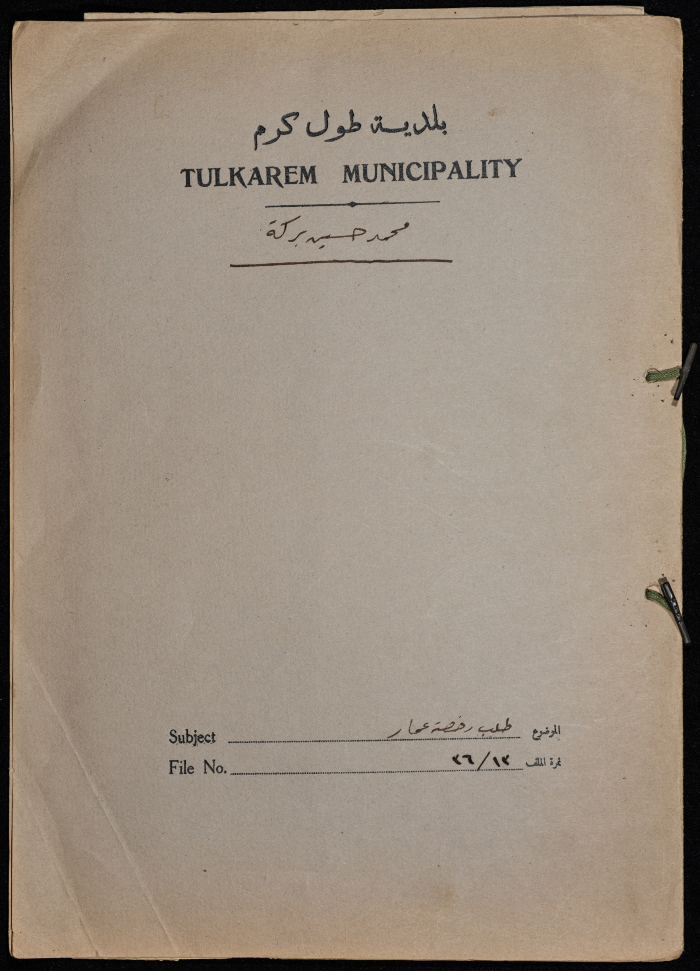 بلدية طول كرم
TULKAREM MUNICIPALITY
محمد حسين بركة
Subject طلب رخصة عمار الموضوع
File No. ٢٦/١٢ نمرة الملف